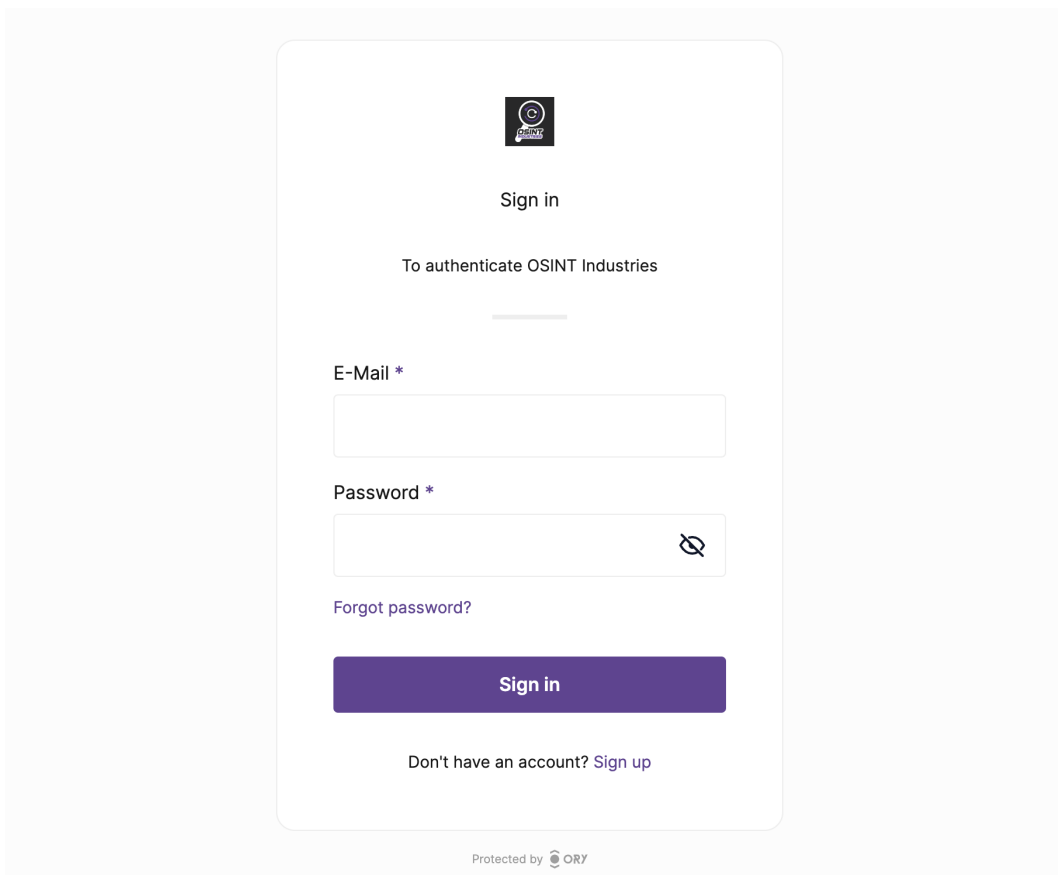 OSINT
INDUSTRIES
Sign in
To authenticate OSINT Industries
E-Mail *
Password *
Forgot password?
Sign in
Don't have an account? Sign up
Protected by ORY